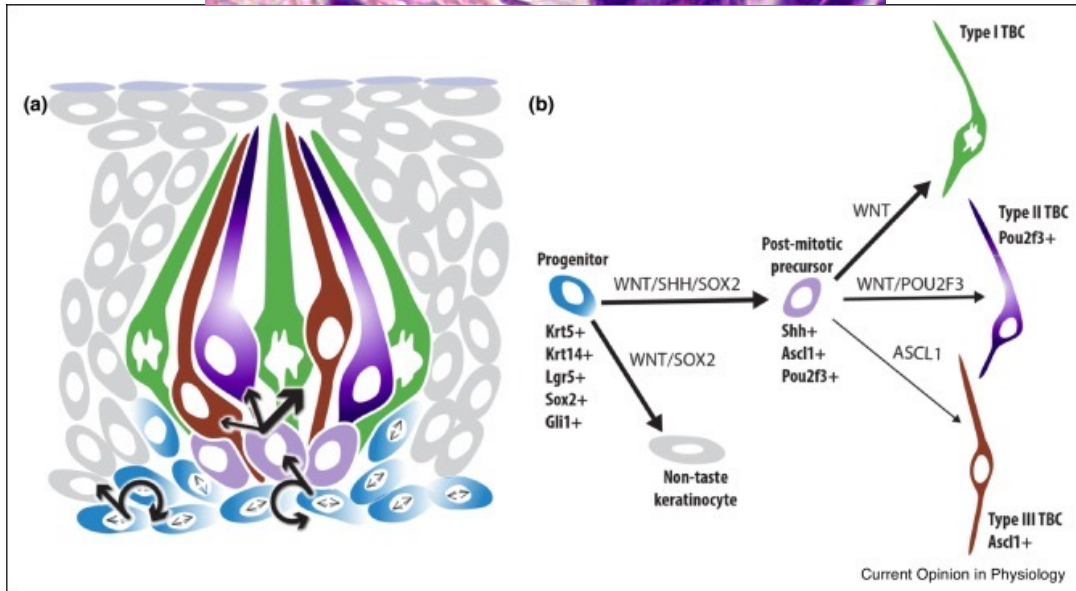 (a)
(b)
Type I TBC
WNT
Type II TBC
Pou2f3+
Progenitor
WNT/SHH/SOX2
Post-mitotic
precursor
WNT/POU2F3
Krt5+
Krt14+
Lgr5+
Sox2+
Gli1+
WNT/SOX2
Shh+
Ascl1+
Pou2f3+
ASCL1
Non-taste
keratinocyte
Type III TBC
Ascl1+
Current Opinion in Physiology